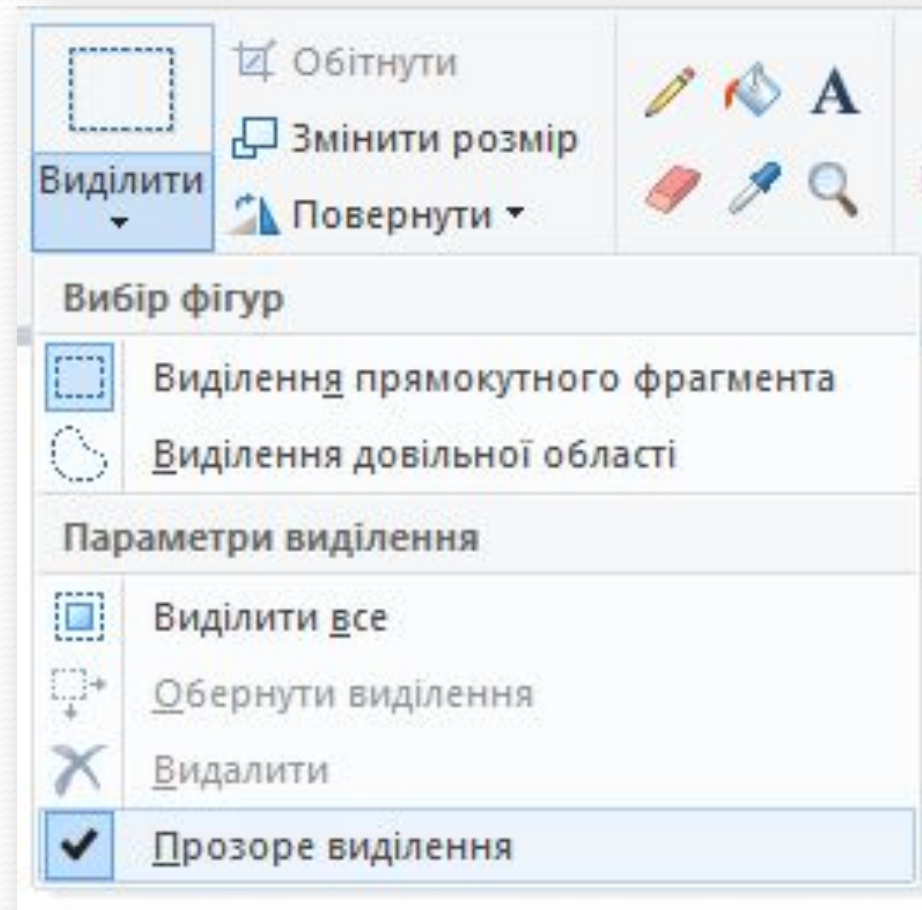 Виділити
Обітнути
Змінити розмір
Повернути
A
Вибір фігур
Виділення прямокутного фрагмента
Виділення довільної області
Параметри виділення
Виділити все
Обернути виділення
Видалити
Прозоре виділення